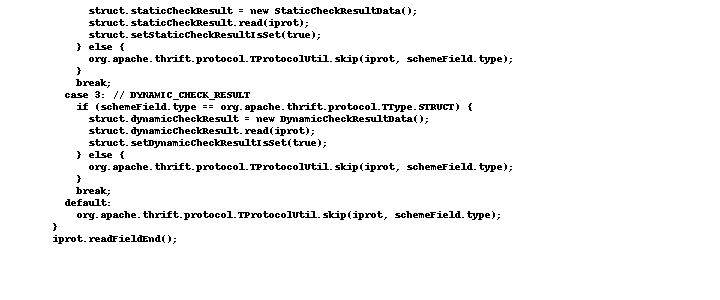 struct.staticCheckResult = new StaticCheckResultData();
struct.staticCheckResult.read(iprot);
struct.setStaticCheckResultIsSet(true);
} else {
org.apache.thrift.protocol.TProtocolUtil.skip(iprot, schemeField.type);
}
break;
case 3: // DYNAMIC_CHECK_RESULT
if (schemeField.type == org.apache.thrift.protocol.TType.STRUCT) {
struct.dynamicCheckResult = new DynamicCheckResultData();
struct.dynamicCheckResult.read(iprot);
struct.setDynamicCheckResultIsSet(true);
} else {
org.apache.thrift.protocol.TProtocolUtil.skip(iprot, schemeField.type);
}
break;
default:
org.apache.thrift.protocol.TProtocolUtil.skip(iprot, schemeField.type);
}
iprot.readFieldEnd();